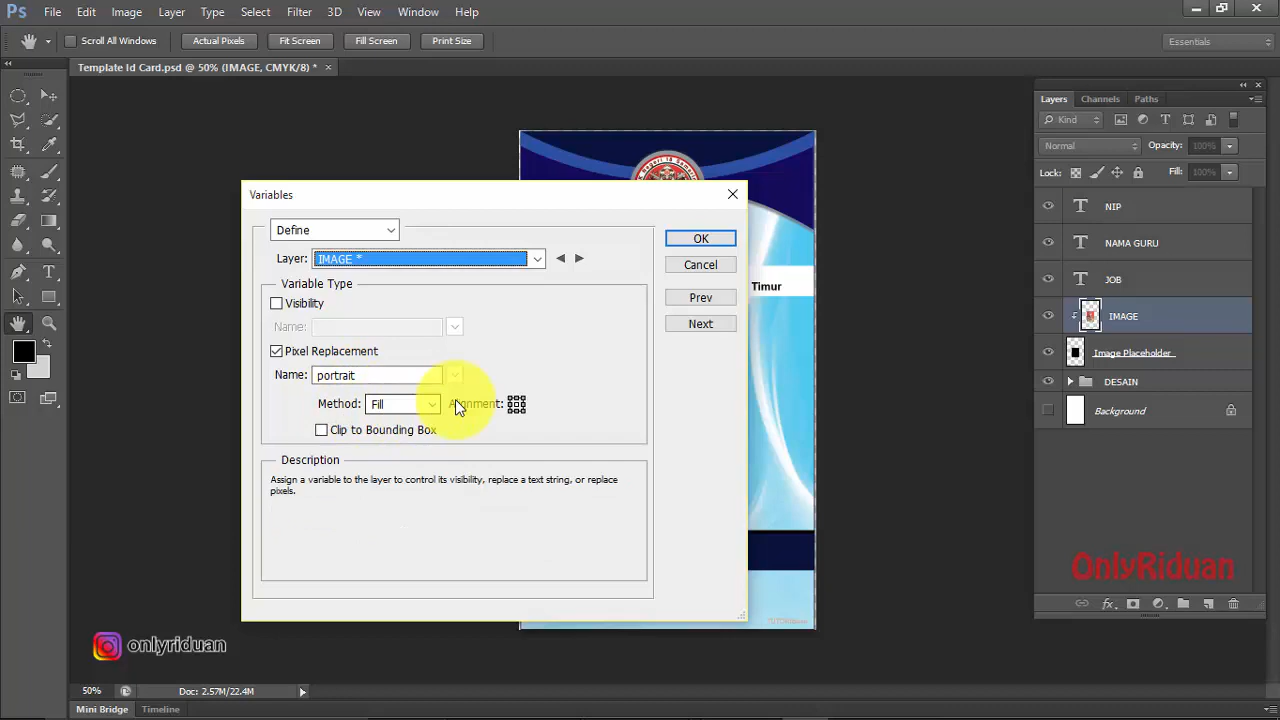 Ps File Edit Image Layer Type Select Filter 3D View Window Help
Scroll All Windows Actual Pixels Fit Screen Fill Screen Print Size Essentials
Template Id Card.psd @ 50% (IMAGE, CMYK/8) * ×
Layers Channels Paths
Kind
Normal Opacity: 100%
Lock: Fill: 100%
NIP
NAMA GURU
JOB
IMAGE
Image Placeholder
DESAIN
Background
Timur
Variables
Define
Layer: IMAGE *
Variable Type
Visibility
Name:
Pixel Replacement
Name: portrait
Method: Fill Alignment:
Clip to Bounding Box
Description
Assign a variable to the layer to control its visibility, replace a text string, or replace
pixels.
OK
Cancel
Prev
Next
OnlyRiduan
onlyriduan
50% Doc: 2.57M/22.4M
Mini Bridge Timeline